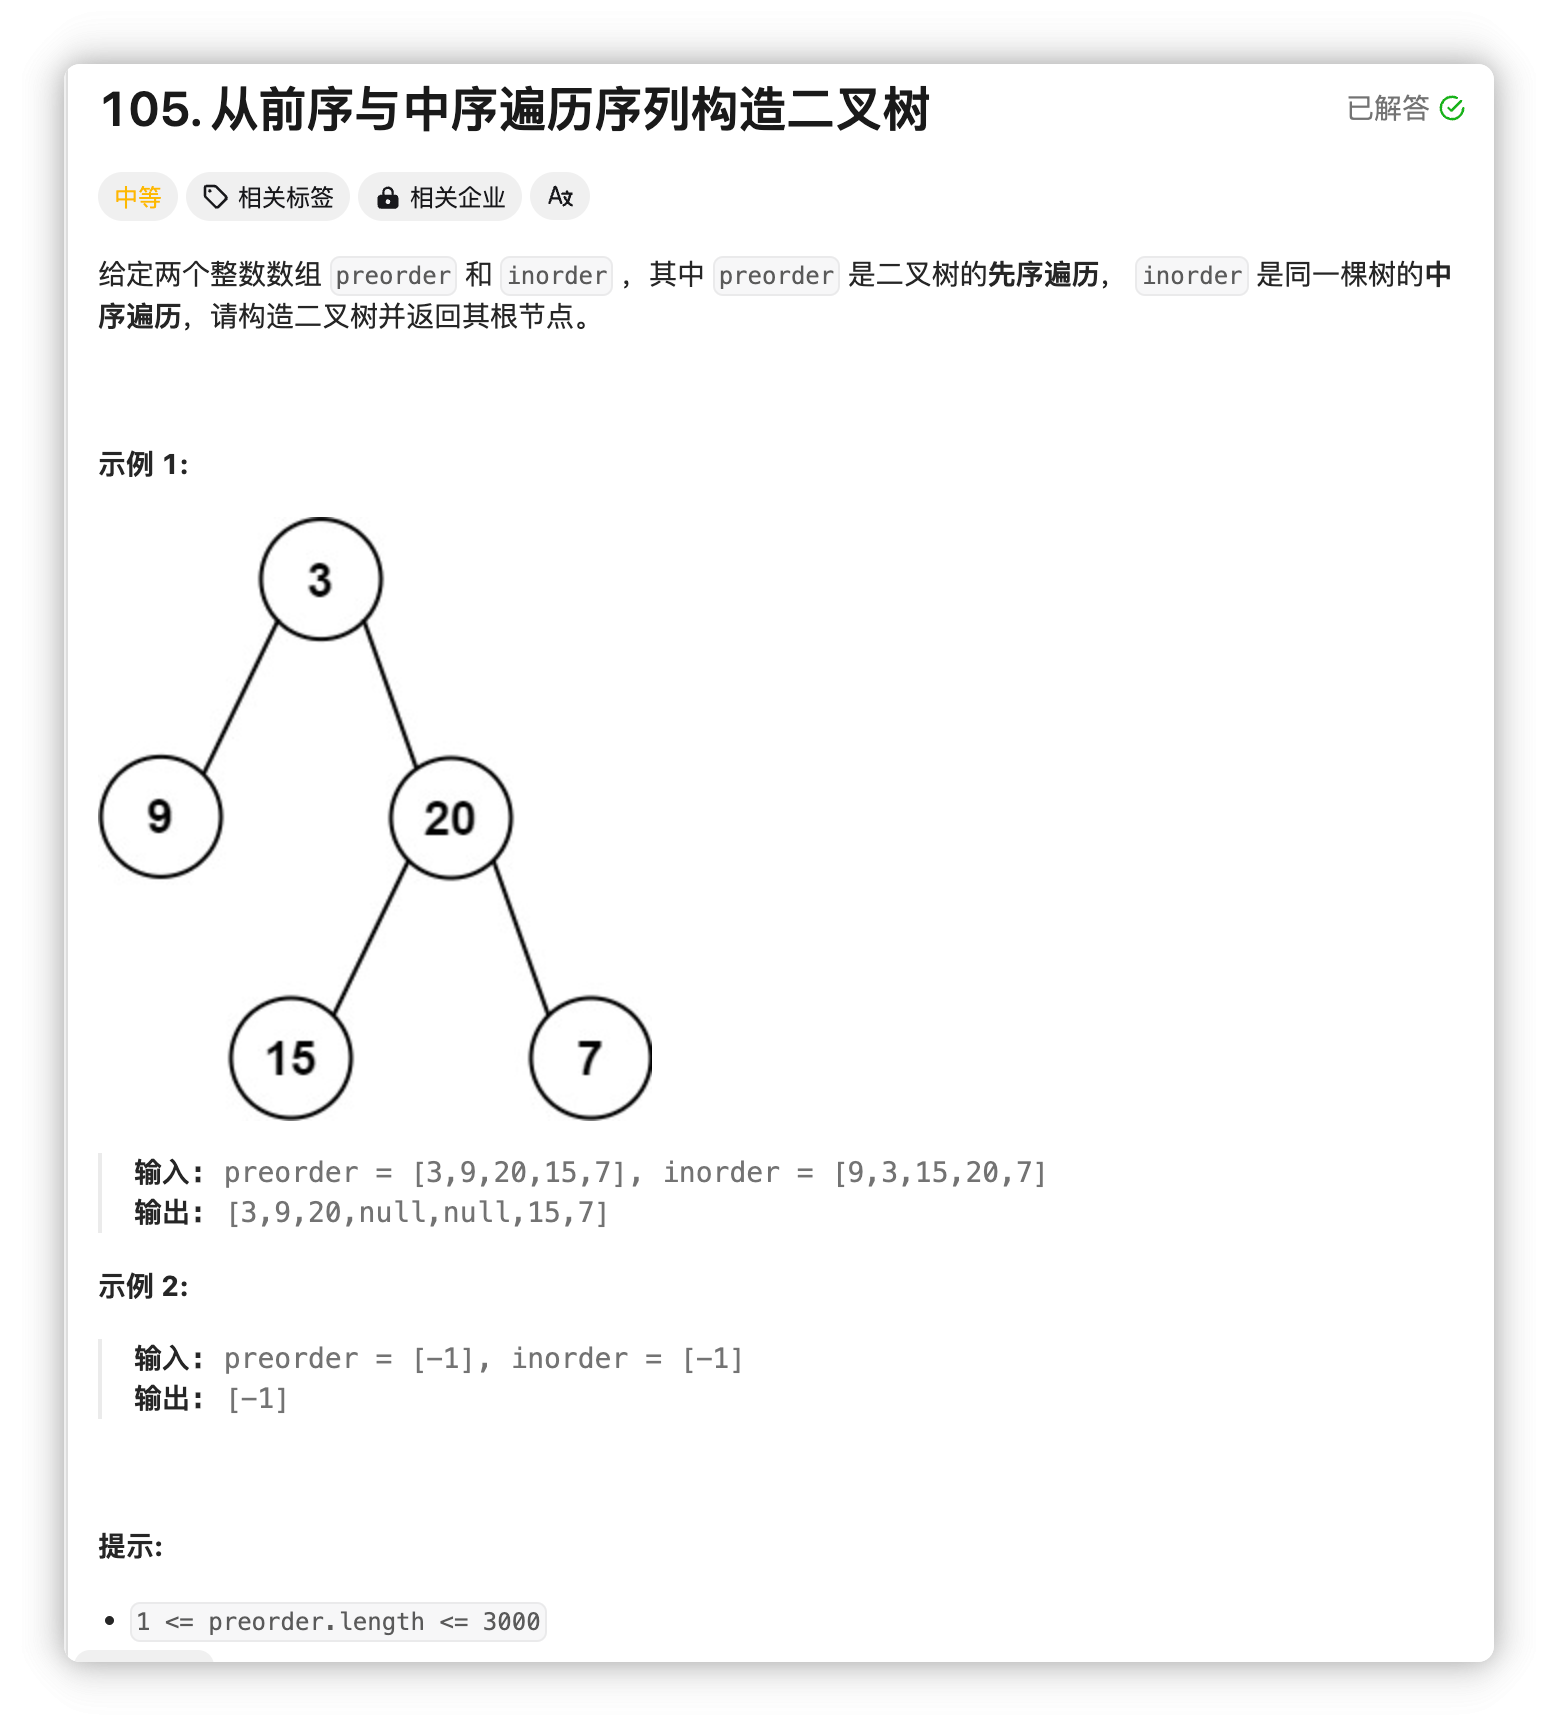 105. 从前序与中序遍历序列构造二叉树
已解答
中等 相关标签 相关企业
给定两个整数数组 preorder 和 inorder ，其中 preorder 是二叉树的先序遍历， inorder 是同一棵树的中
序遍历，请构造二叉树并返回其根节点。
示例 1:
3
9
20
15
7
输入: preorder = [3,9,20,15,7], inorder = [9,3,15,20,7]
输出: [3,9,20,null,null,15,7]
示例 2:
输入: preorder = [-1], inorder = [-1]
输出: [-1]
提示:
• 1 <= preorder.length <= 3000